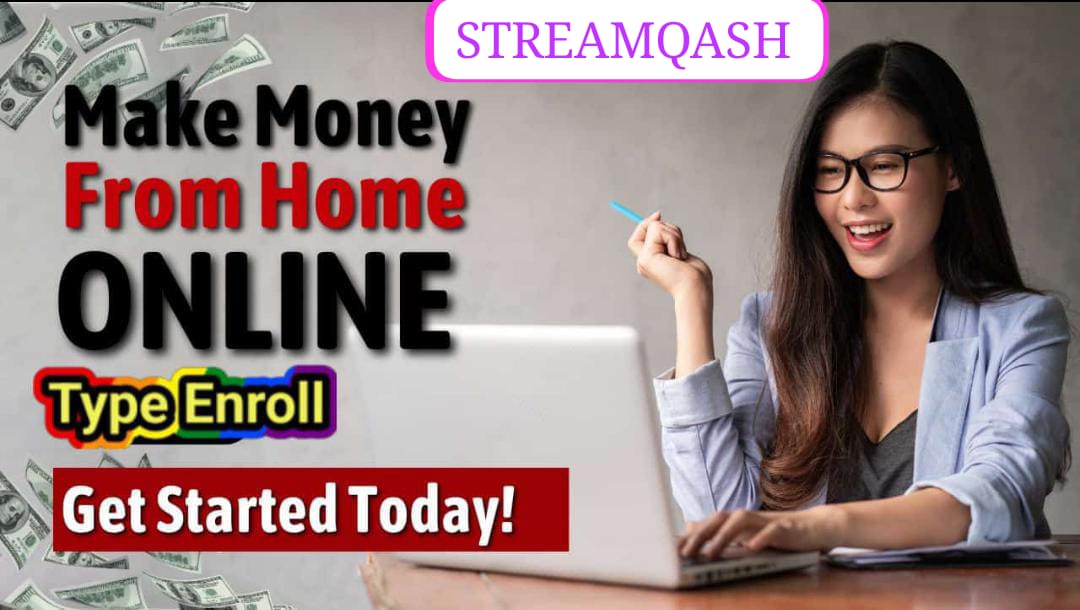 STREAMQASH
Make Money
From Home
ONLINE
Type Enroll
Get Started Today!